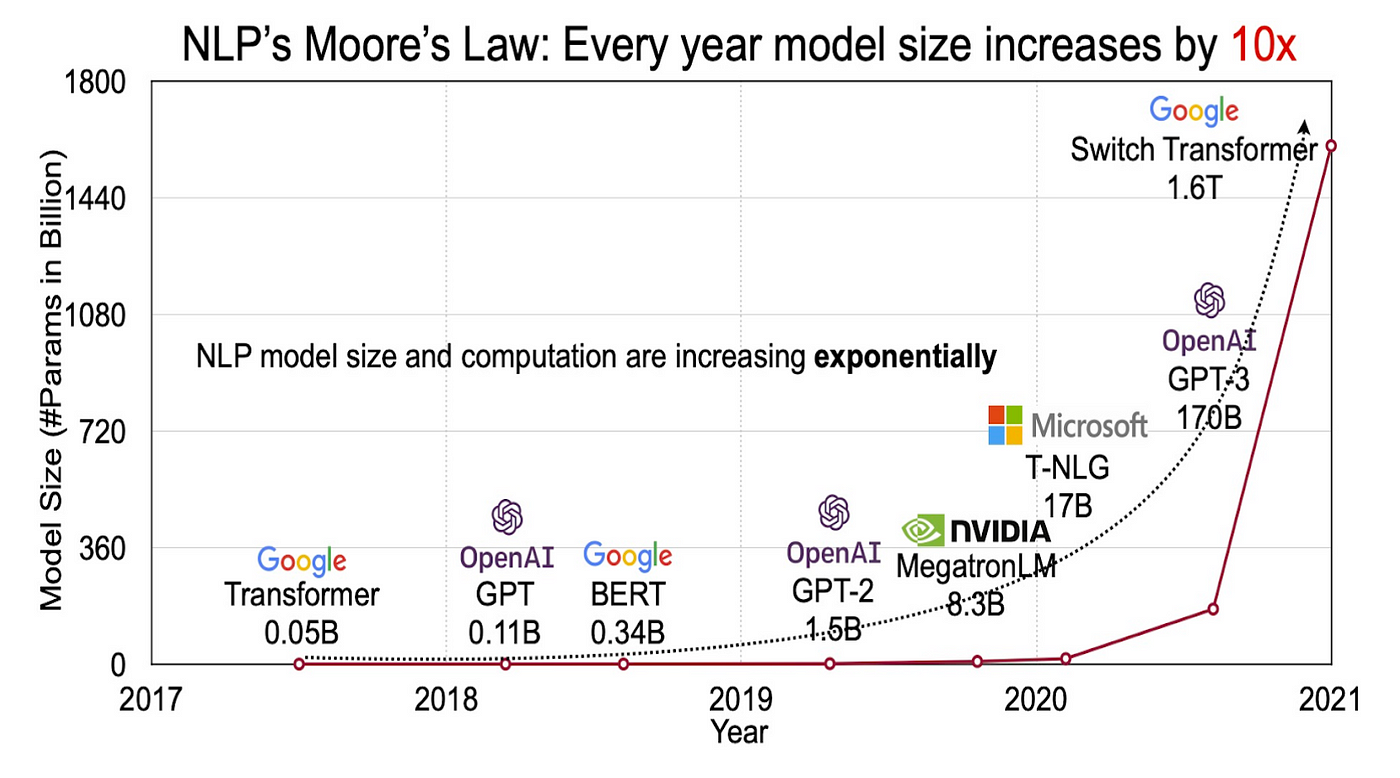 NLP's Moore's Law: Every year model size increases by 10x
Model Size (#Params in Billion)
1800
1440
1080
720
360
0
Google
Switch Transformer
1.6T
OpenAI
GPT-3
170B
NLP model size and computation are increasing exponentially
Microsoft
T-NLG
17B
NVIDIA
MegatronLM
8.3B
OpenAI
GPT-2
1.5B
Google
BERT
0.34B
OpenAI
GPT
0.11B
Google
Transformer
0.05B
2017 2018 2019 2020 2021
Year